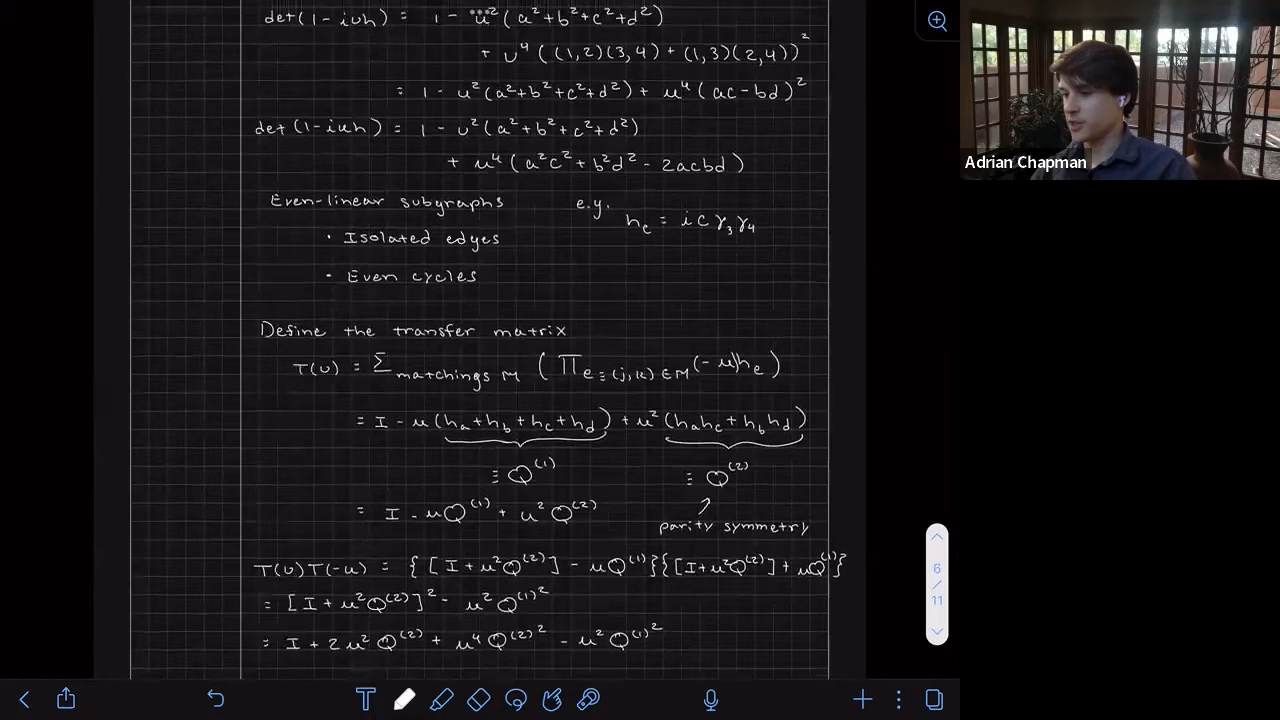 det(1 - iuh) = 1 - u²(a² + b² + c² + d²)
+ u⁴((1,2)(3,4) + (1,3)(2,4))²
= 1 - u²(a² + b² + c² + d²) + u⁴(ac - bd)²
det(1 - iuh) = 1 - u²(a² + b² + c² + d²)
+ u⁴(a²c² + b²d² - 2acbd)
Adrian Chapman
Even-linear subgraphs e.g.
h_c = i c γ₃γ₄
· Isolated edges
· Even cycles
Define the transfer matrix
T(u) = Σ_matchings M (Π_e≡(j,k)∈M (-u)h_e)
= I - u(h_a + h_b + h_c + h_d) + u²(h_a h_c + h_b h_d)
≡ Q⁽¹⁾ ≡ Q⁽²⁾
= I - uQ⁽¹⁾ + u²Q⁽²⁾
parity symmetry
T(u)T(-u) = {[I + u²Q⁽²⁾] - uQ⁽¹⁾}{[I + u²Q⁽²⁾] + uQ⁽¹⁾}
= [I + u²Q⁽²⁾]² - u²Q⁽¹⁾²
= I + 2u²Q⁽²⁾ + u⁴Q⁽²⁾² - u²Q⁽¹⁾²
6
/
11
T